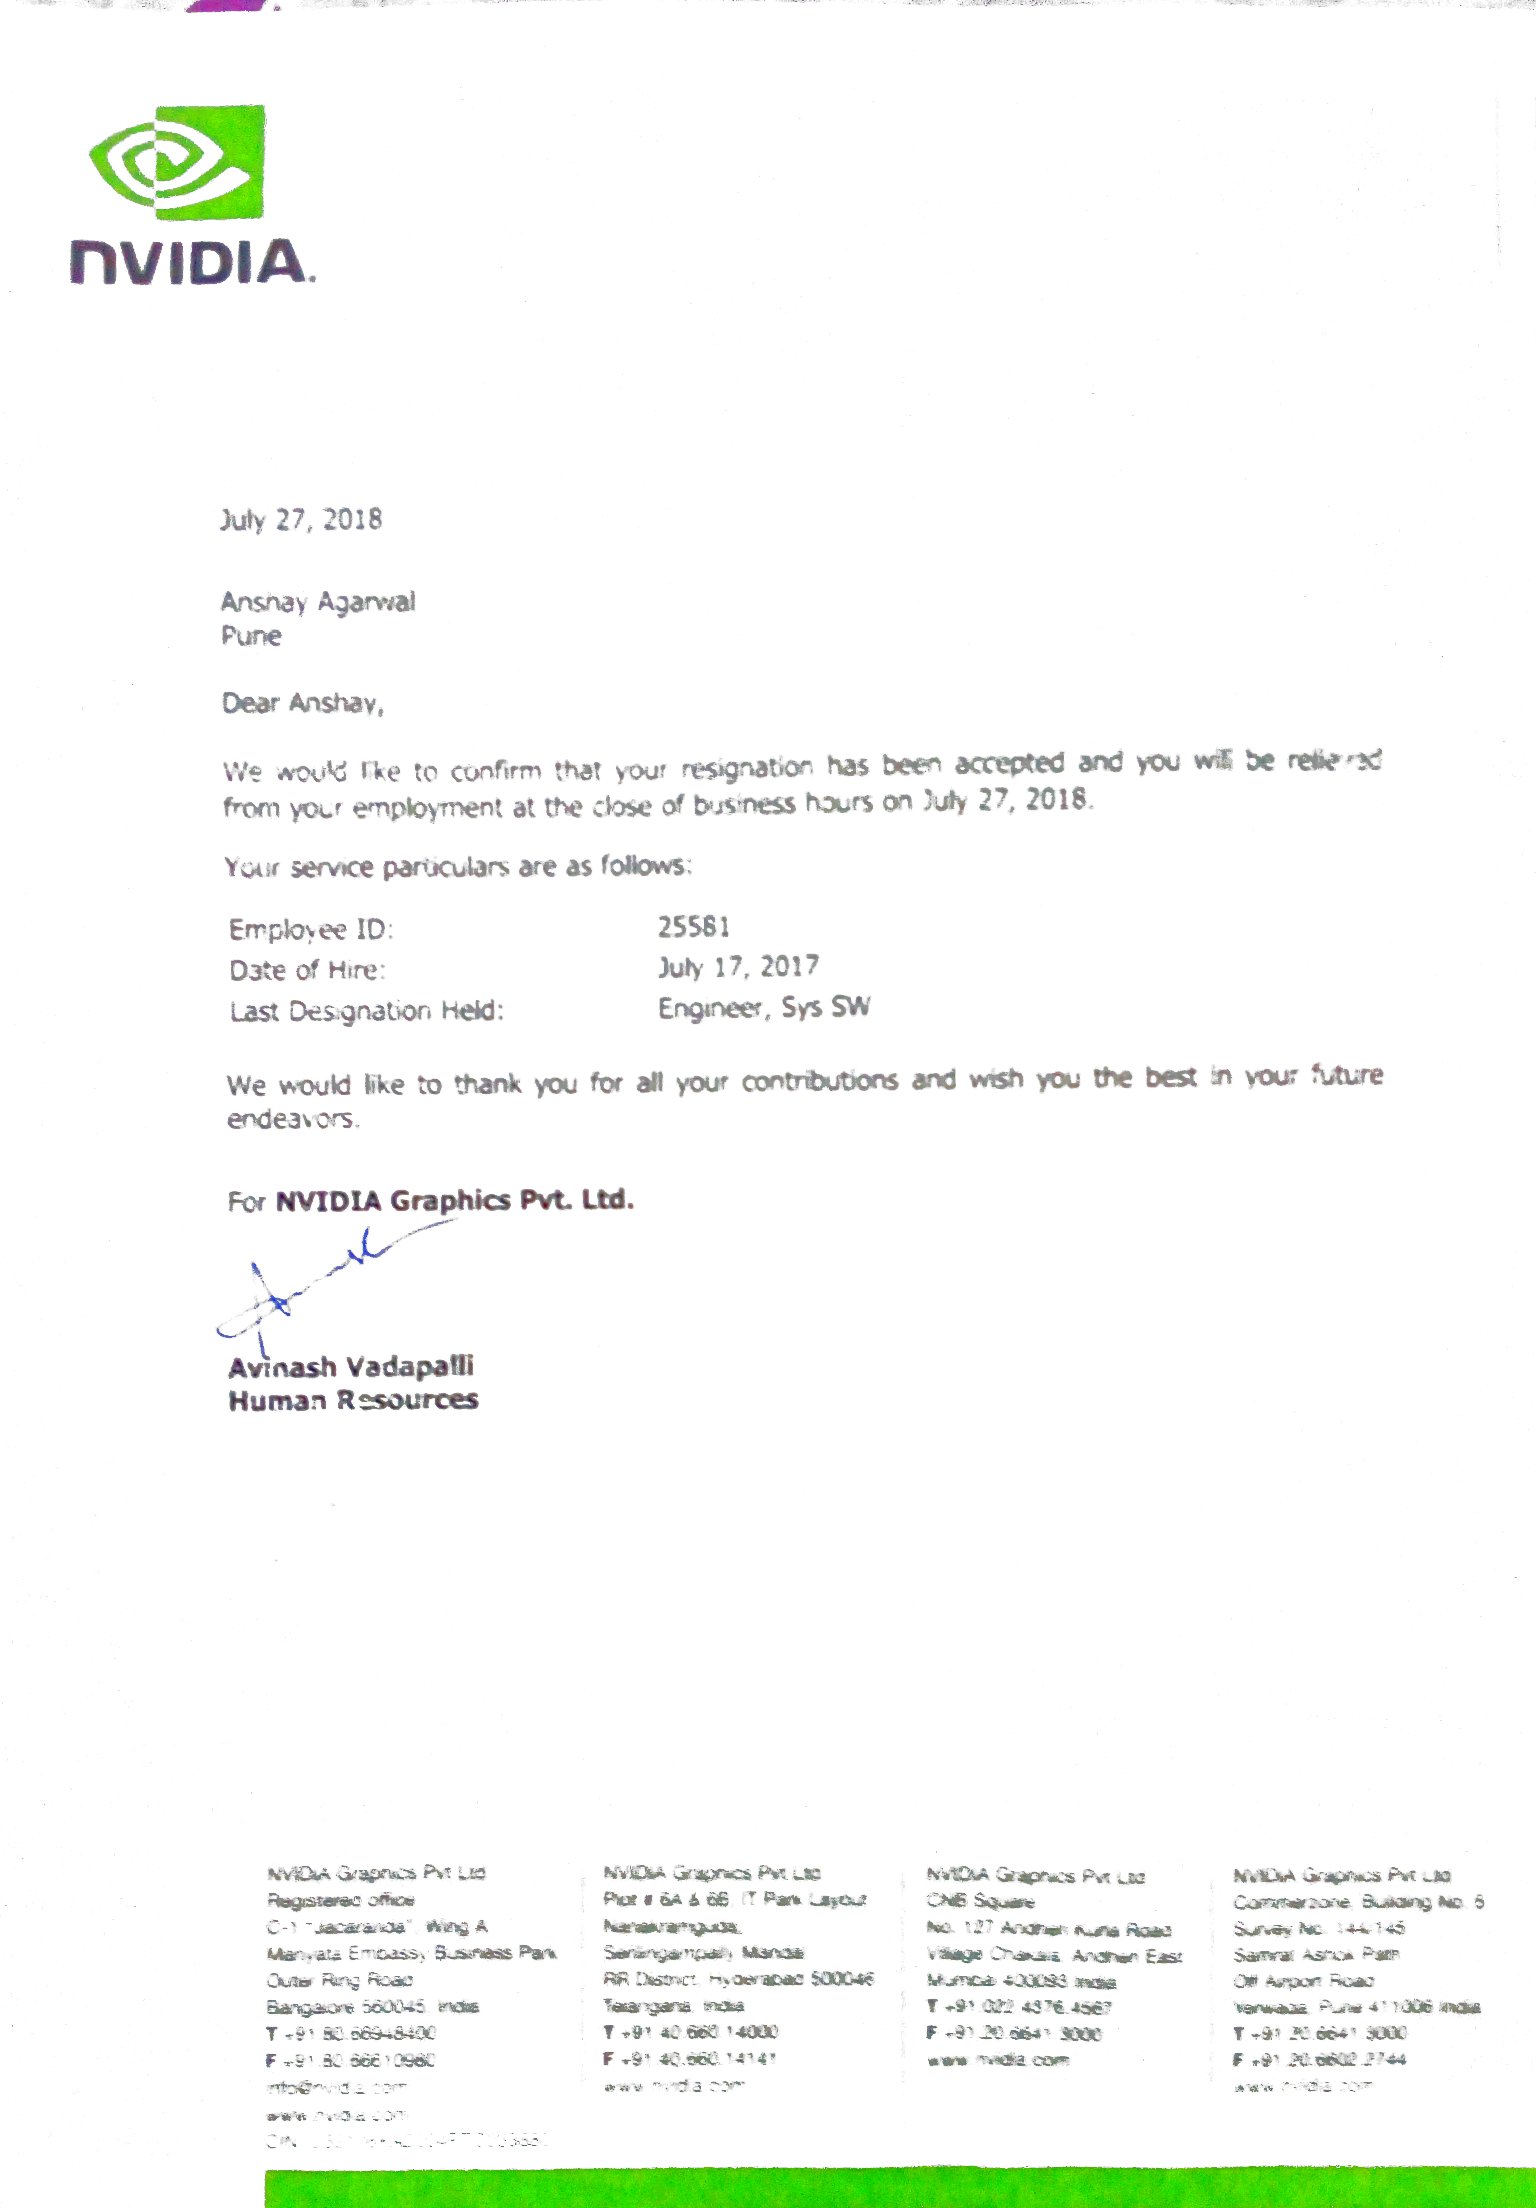 NVIDIA.
July 27, 2018
Anshay Agarwal
Pune
Dear Anshay,
We would like to confirm that your resignation has been accepted and you will be relieved
from your employment at the close of business hours on July 27, 2018.
Your service particulars are as follows:
Employee ID: 25581
Date of Hire: July 17, 2017
Last Designation Held: Engineer, Sys SW
We would like to thank you for all your contributions and wish you the best in your future
endeavors.
For NVIDIA Graphics Pvt. Ltd.
Avinash Vadapalli
Human Resources
NVIDIA Graphics Pvt Ltd
Registered office
C-1 "Jacaranda", Wing A
Manyata Embassy Business Park
Outer Ring Road
Bangalore 560045, India
T +91 80 66948400
F +91 80 66610980
info@nvidia.com
www.nvidia.com
NVIDIA Graphics Pvt Ltd
Plot # 6A & 6B, IT Park Layout
Nanakramguda,
Serilingampally Mandal
RR District, Hyderabad 500046
Telangana, India
T +91 40.660.14000
F +91 40.660.14141
www.nvidia.com
NVIDIA Graphics Pvt Ltd
CNB Square
No. 127 Andheri Kurla Road
Village Chakala, Andheri East
Mumbai 400093 India
T +91 022 4376.4567
F +91 20 6641 3000
www.nvidia.com
NVIDIA Graphics Pvt Ltd
Commerzone, Building No.
Survey No. 144/145
Samrat Ashok Path
Off Airport Road
Yerwada, Pune 411006 India
T +91 20.6641 3000
F +91 20.6602.2744
www.nvidia.com